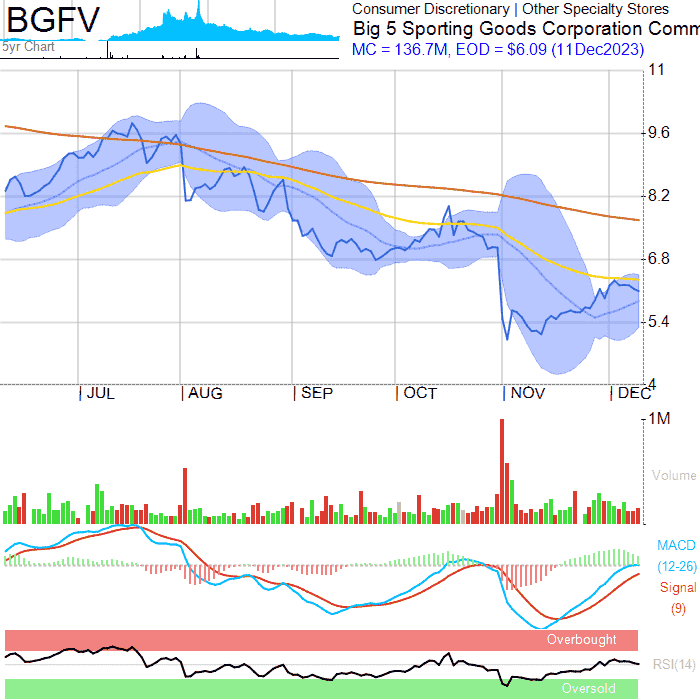 BGFV
Consumer Discretionary | Other Specialty Stores
Big 5 Sporting Goods Corporation Comm
MC = 136.7M, EOD = $6.09 (11Dec2023)
5yr Chart
11
9.6
8.2
6.8
5.4
4
JUL AUG SEP OCT NOV DEC
1M
Volume
MACD
(12-26)
Signal
(9)
Overbought
RSI(14)
Oversold